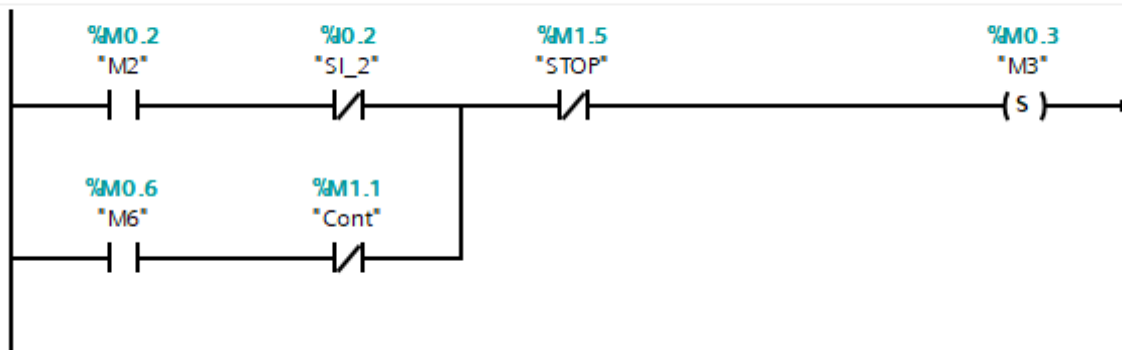 %M0.2 %I0.2 %M1.5 %M0.3
"M2" "SI_2" "STOP" "M3"
S
%M0.6 %M1.1
"M6" "Cont"